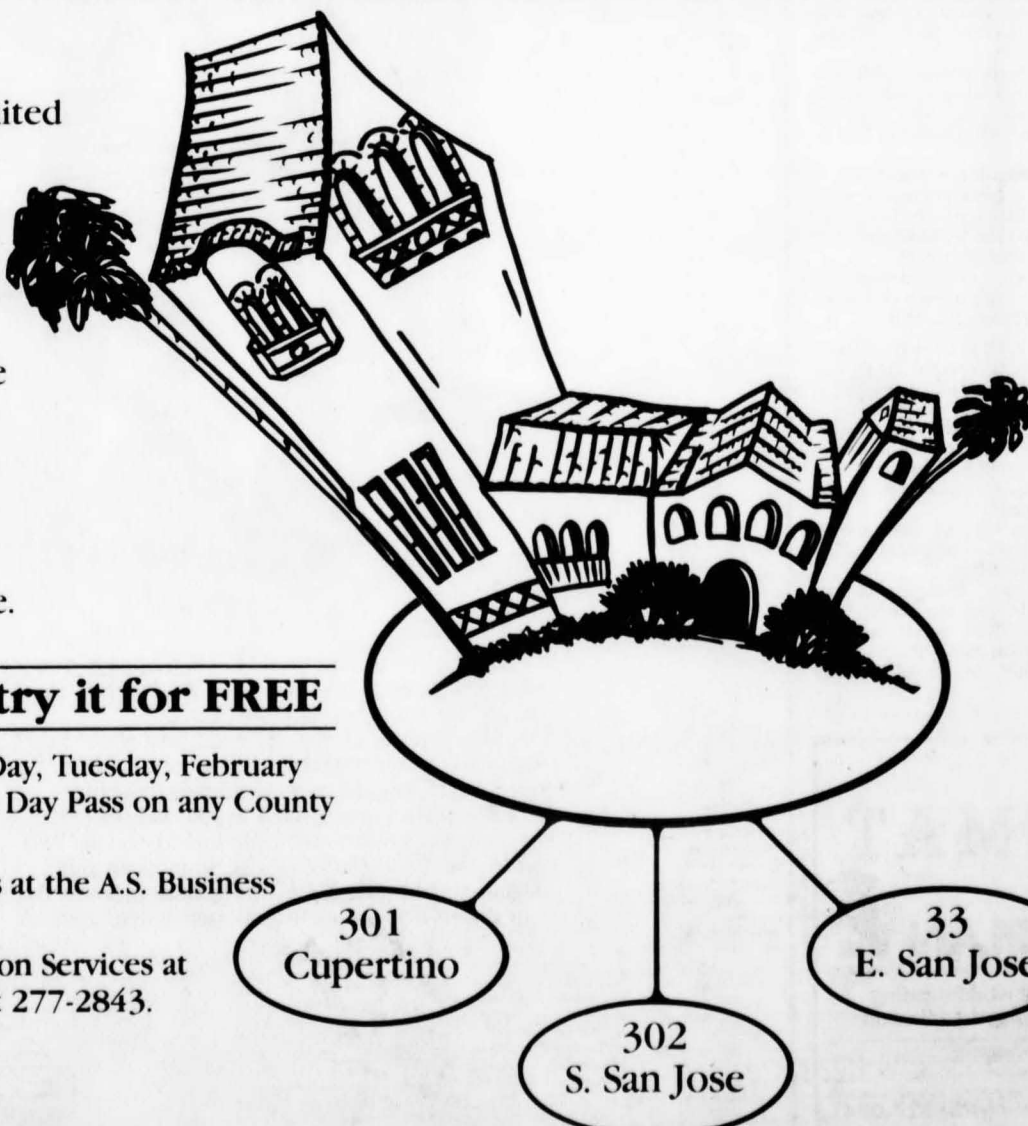 ited
e
e.
try it for FREE
Day, Tuesday, February
Day Pass on any County
s at the A.S. Business
on Services at
277-2843.
301
Cupertino
33
E. San Jose
302
S. San Jose